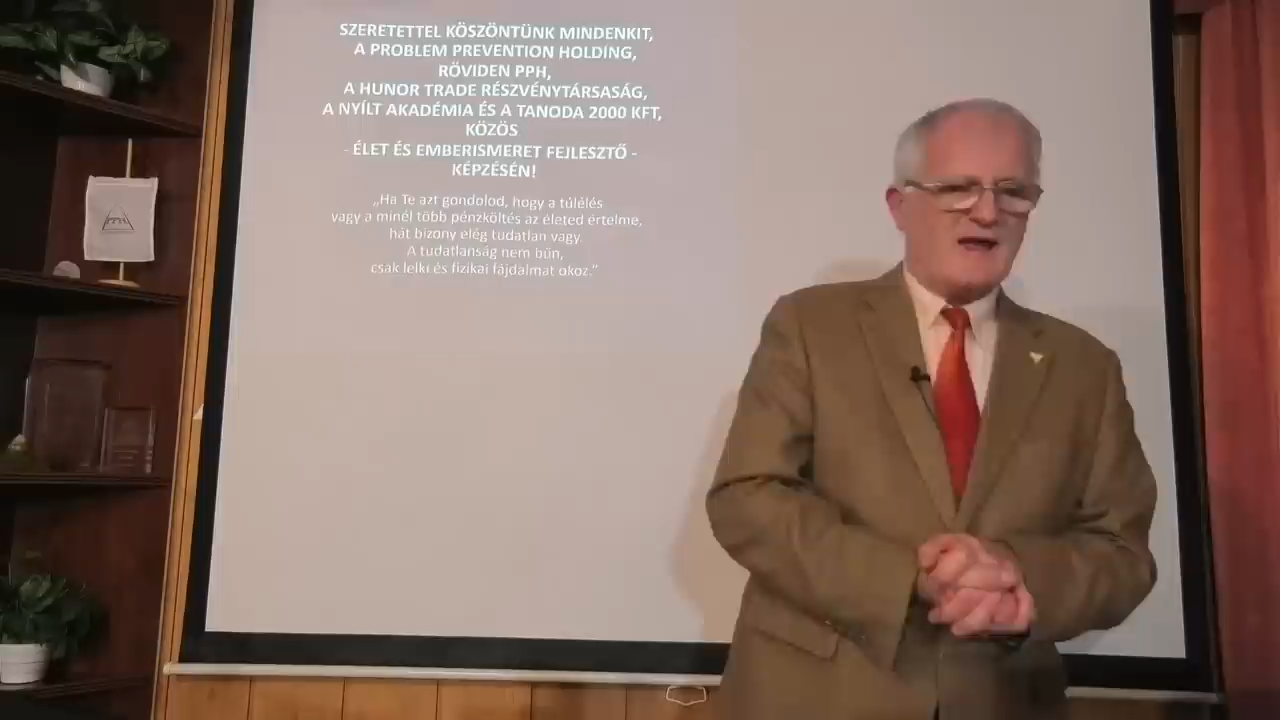 SZERETETTEL KÖSZÖNTÜNK MINDENKIT,
A PROBLEM PREVENTION HOLDING,
RÖVIDEN PPH,
A HUNOR TRADE RÉSZVÉNYTÁRSASÁG,
A NYÍLT AKADÉMIA ÉS A TANODA 2000 KFT,
KÖZÖS
- ÉLET ÉS EMBERISMERET FEJLESZTŐ -
KÉPZÉSÉN!
„Ha Te azt gondolod, hogy a túlélés
vagy a minél több pénzköltés az életed értelme,
hát bizony elég tudatlan vagy.
A tudatlanság nem bűn,
csak lelki és fizikai fájdalmat okoz.”